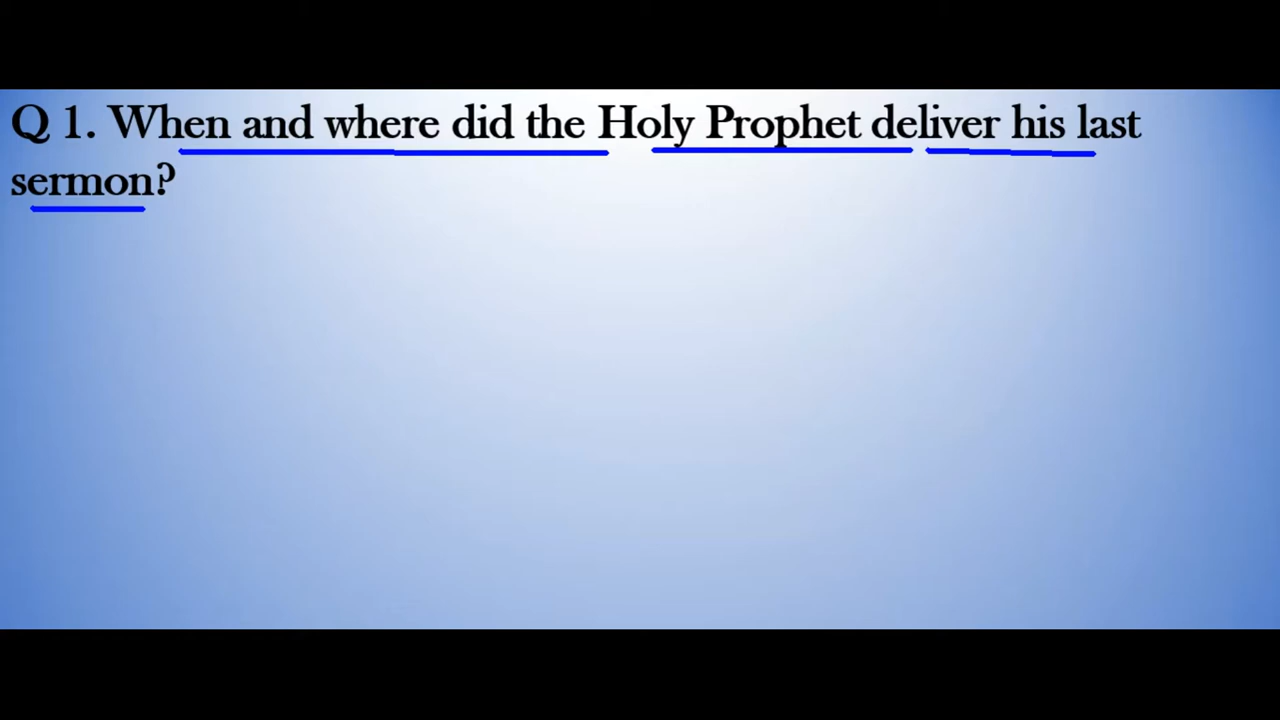 Q 1. When and where did the Holy Prophet deliver his last
sermon?